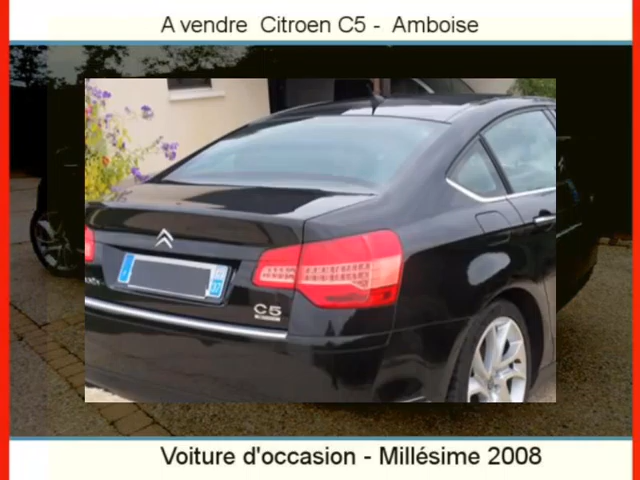 A vendre Citroen C5 - Amboise
C5
Voiture d'occasion - Millésime 2008